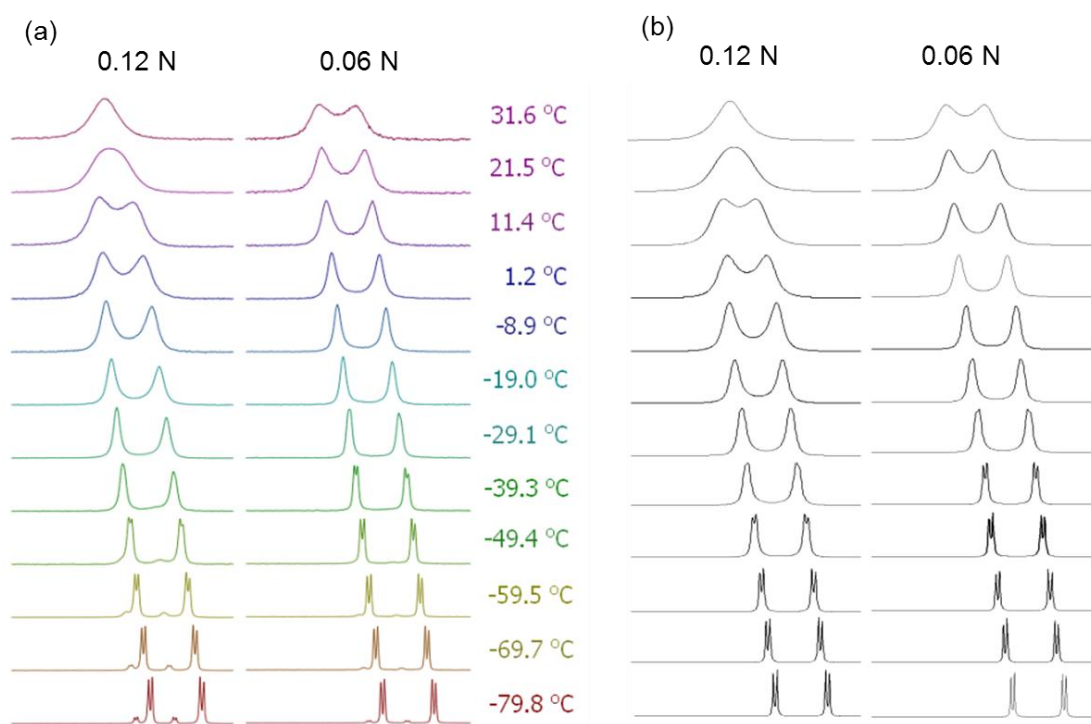 (a)
(b)
0.12 N
0.06 N
0.12 N
0.06 N
31.6 °C
21.5 °C
11.4 °C
1.2 °C
-8.9 °C
-19.0 °C
-29.1 °C
-39.3 °C
-49.4 °C
-59.5 °C
-69.7 °C
-79.8 °C